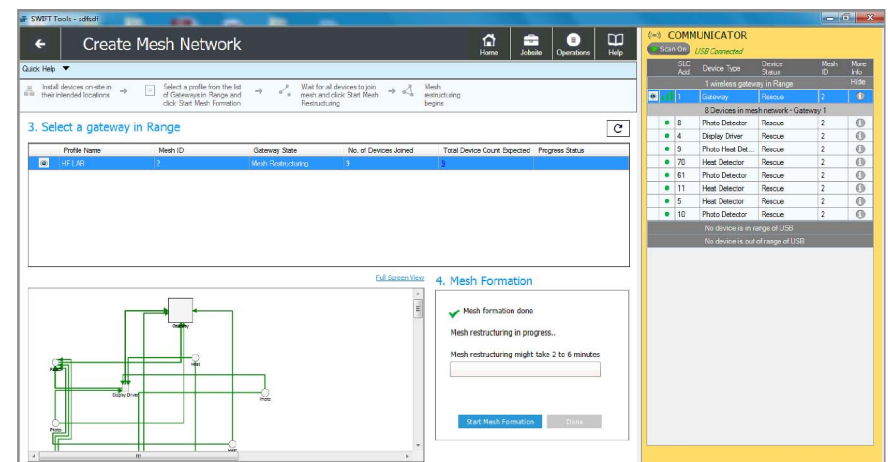 SWIFT Tools - sdfsdf
Create Mesh Network
Home
Jobsite
Operations
Help
Quick Help
Install devices on-site in
their intended locations
Select a profile from the list
of Gateways in Range and
click Start Mesh Formation
Wait for all devices to join
mesh and click Start Mesh
Restructuring
Mesh
restructuring
begins
3. Select a gateway in Range
Profile Name Mesh ID Gateway State No. of Devices Joined Total Device Count Expected Progress Status
HF LAB 2 Mesh Restructuring 9
Full Screen View
Gateway
Heat
Display Driver
Photo
Photo
4. Mesh Formation
Mesh formation done
Mesh restructuring in progress..
Mesh restructuring might take 2 to 6 minutes
Start Mesh Formation
Done
COMMUNICATOR
Scan On
USB Connected
SLC Add. Device Type Device Status Mesh ID More Info
1 wireless gateway in Range Hide
1 Gateway Rescue 2
8 Devices in mesh network - Gateway 1
8 Photo Detector Rescue 2
4 Display Driver Rescue 2
9 Photo Heat Det... Rescue 2
70 Heat Detector Rescue 2
61 Photo Detector Rescue 2
11 Heat Detector Rescue 2
5 Heat Detector Rescue 2
10 Photo Detector Rescue 2
No device is in range of USB
No device is out of range of USB